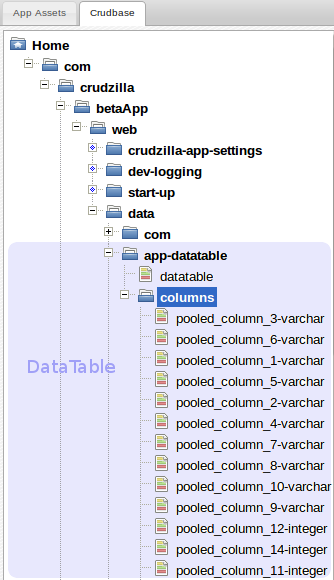 App Assets Crudbase
Home
com
crudzilla
betaApp
web
crudzilla-app-settings
dev-logging
start-up
data
com
app-datatable
datatable
columns
pooled_column_3-varchar
pooled_column_6-varchar
pooled_column_1-varchar
DataTable
pooled_column_5-varchar
pooled_column_2-varchar
pooled_column_4-varchar
pooled_column_7-varchar
pooled_column_8-varchar
pooled_column_10-varchar
pooled_column_9-varchar
pooled_column_12-integer
pooled_column_14-integer
pooled_column_11-integer